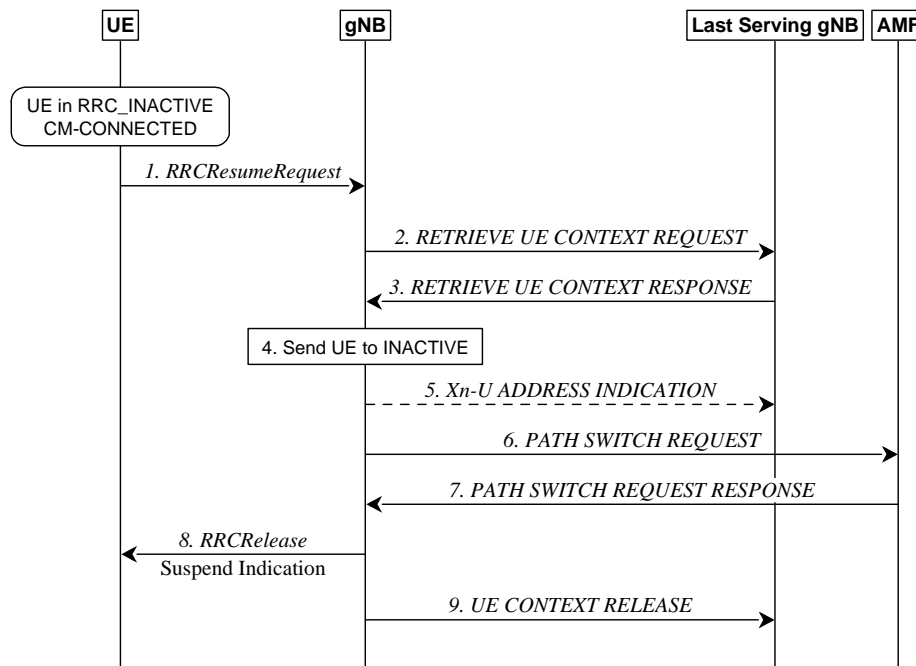 UE
gNB
Last Serving gNB
AMF
UE in RRC_INACTIVE
CM-CONNECTED
1. RRCResumeRequest
2. RETRIEVE UE CONTEXT REQUEST
3. RETRIEVE UE CONTEXT RESPONSE
4. Send UE to INACTIVE
5. Xn-U ADDRESS INDICATION
6. PATH SWITCH REQUEST
7. PATH SWITCH REQUEST RESPONSE
8. RRCRelease
Suspend Indication
9. UE CONTEXT RELEASE